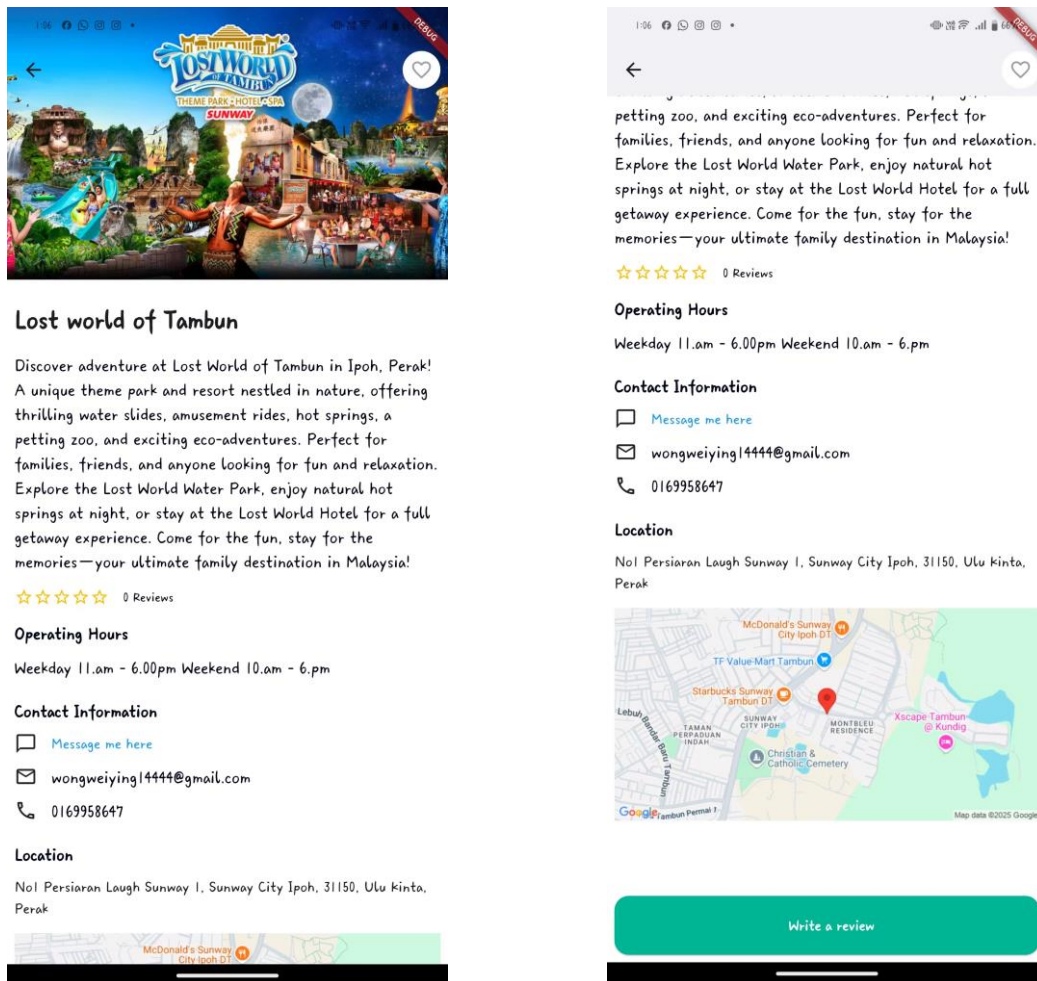 1:06
DEBUG
LOST WORLD
OF TAMBUN
THEME PARK • HOTEL • SPA
SUNWAY
Lost world of Tambun
Discover adventure at Lost World of Tambun in Ipoh, Perak!
A unique theme park and resort nestled in nature, offering
thrilling water slides, amusement rides, hot springs, a
petting zoo, and exciting eco-adventures. Perfect for
families, friends, and anyone looking for fun and relaxation.
Explore the Lost World Water Park, enjoy natural hot
springs at night, or stay at the Lost World Hotel for a full
getaway experience. Come for the fun, stay for the
memories—your ultimate family destination in Malaysia!
0 Reviews
Operating Hours
Weekday 11.am - 6.00pm Weekend 10.am - 6.pm
Contact Information
Message me here
wongweiying14444@gmail.com
0169958647
Location
No1 Persiaran Laugh Sunway 1, Sunway City Ipoh, 31150, Ulu Kinta,
Perak
McDonald's Sunway
City Ipoh DT
1:06
DEBUG
petting zoo, and exciting eco-adventures. Perfect for
families, friends, and anyone looking for fun and relaxation.
Explore the Lost World Water Park, enjoy natural hot
springs at night, or stay at the Lost World Hotel for a full
getaway experience. Come for the fun, stay for the
memories—your ultimate family destination in Malaysia!
0 Reviews
Operating Hours
Weekday 11.am - 6.00pm Weekend 10.am - 6.pm
Contact Information
Message me here
wongweiying14444@gmail.com
0169958647
Location
No1 Persiaran Laugh Sunway 1, Sunway City Ipoh, 31150, Ulu Kinta,
Perak
McDonald's Sunway
City Ipoh DT
TF Value-Mart Tambun
Starbucks Sunway
Tambun DT
Lebuh Bandar Baru Tambun
TAMAN
PERPADUAN
INDAH
SUNWAY
CITY IPOH
MONTBLEU
RESIDENCE
Xscape Tambun
@ Kundig
Christian &
Catholic Cemetery
Google
Tambun Permai 1
Map data ©2025 Google
Write a review